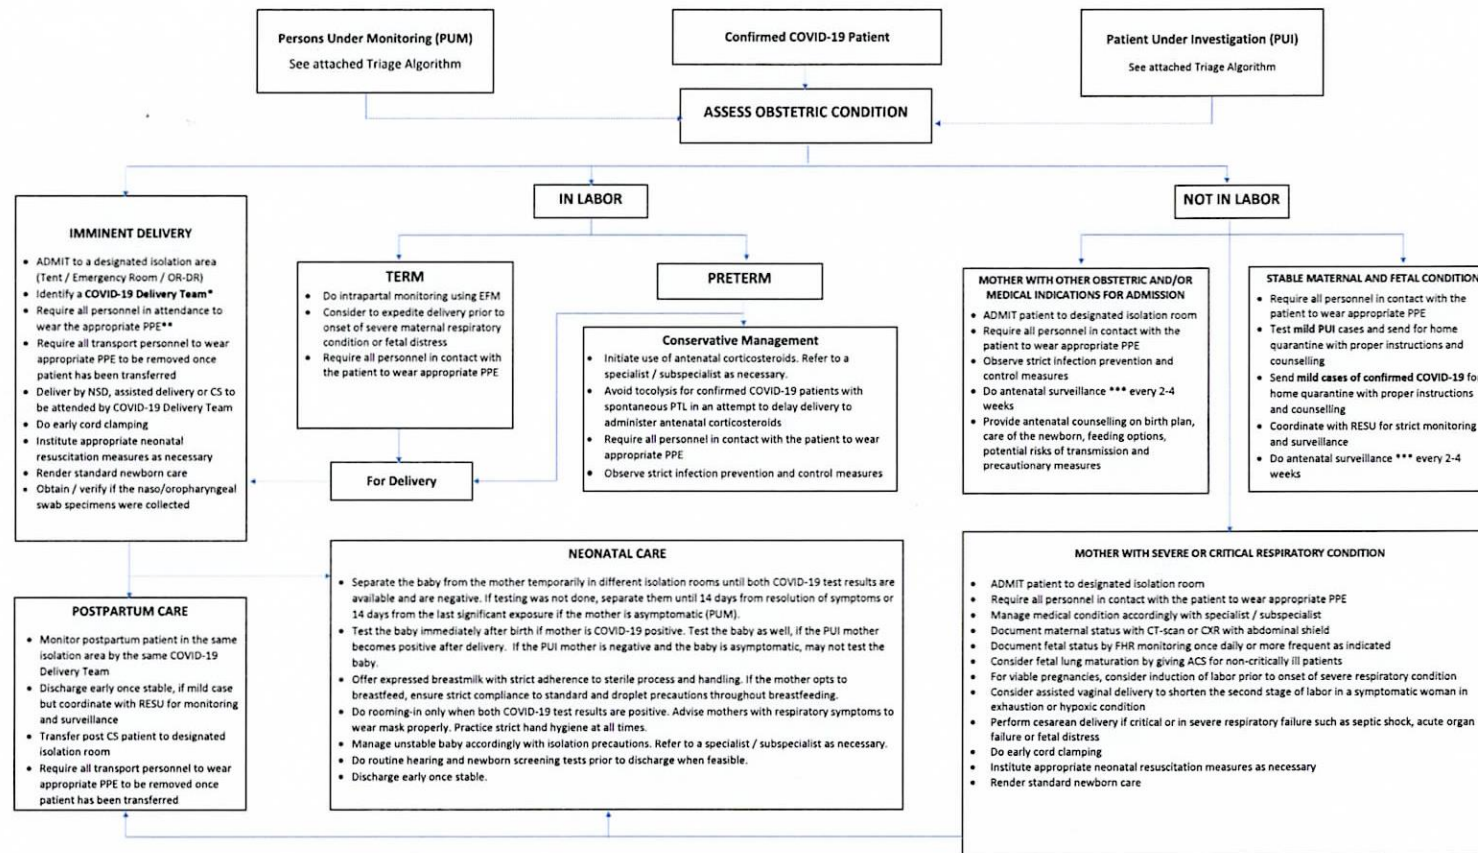 Persons Under Monitoring (PUM)
See attached Triage Algorithm
Confirmed COVID-19 Patient
Patient Under Investigation (PUI)
See attached Triage Algorithm
ASSESS OBSTETRIC CONDITION
IMMINENT DELIVERY
• ADMIT to a designated isolation area
(Tent / Emergency Room / OR-DR)
• Identify a COVID-19 Delivery Team*
• Require all personnel in attendance to
wear the appropriate PPE**
• Require all transport personnel to wear
appropriate PPE to be removed once
patient has been transferred
• Deliver by NSD, assisted delivery or CS to
be attended by COVID-19 Delivery Team
• Do early cord clamping
• Institute appropriate neonatal
resuscitation measures as necessary
• Render standard newborn care
• Obtain / verify if the naso/oropharyngeal
swab specimens were collected
IN LABOR
TERM
• Do intrapartal monitoring using EFM
• Consider to expedite delivery prior to
onset of severe maternal respiratory
condition or fetal distress
• Require all personnel in contact with
the patient to wear appropriate PPE
PRETERM
Conservative Management
• Initiate use of antenatal corticosteroids. Refer to a
specialist / subspecialist as necessary.
• Avoid tocolysis for confirmed COVID-19 patients with
spontaneous PTL in an attempt to delay delivery to
administer antenatal corticosteroids
• Require all personnel in contact with the patient to wear
appropriate PPE
• Observe strict infection prevention and control measures
For Delivery
NOT IN LABOR
MOTHER WITH OTHER OBSTETRIC AND/OR
MEDICAL INDICATIONS FOR ADMISSION
• ADMIT patient to designated isolation room
• Require all personnel in contact with the
patient to wear appropriate PPE
• Observe strict infection prevention and
control measures
• Do antenatal surveillance *** every 2-4
weeks
• Provide antenatal counselling on birth plan,
care of the newborn, feeding options,
potential risks of transmission and
precautionary measures
STABLE MATERNAL AND FETAL CONDITION
• Require all personnel in contact with the
patient to wear appropriate PPE
• Test mild PUI cases and send for home
quarantine with proper instructions and
counselling
• Send mild cases of confirmed COVID-19 for
home quarantine with proper instructions
and counselling
• Coordinate with RESU for strict monitoring
and surveillance
• Do antenatal surveillance *** every 2-4
weeks
POSTPARTUM CARE
• Monitor postpartum patient in the same
isolation area by the same COVID-19
Delivery Team
• Discharge early once stable, if mild case
but coordinate with RESU for monitoring
and surveillance
• Transfer post CS patient to designated
isolation room
• Require all transport personnel to wear
appropriate PPE to be removed once
patient has been transferred
NEONATAL CARE
• Separate the baby from the mother temporarily in different isolation rooms until both COVID-19 test results are
available and are negative. If testing was not done, separate them until 14 days from resolution of symptoms or
14 days from the last significant exposure if the mother is asymptomatic (PUM).
• Test the baby immediately after birth if mother is COVID-19 positive. Test the baby as well, if the PUI mother
becomes positive after delivery. If the PUI mother is negative and the baby is asymptomatic, may not test the
baby.
• Offer expressed breastmilk with strict adherence to sterile process and handling. If the mother opts to
breastfeed, ensure strict compliance to standard and droplet precautions throughout breastfeeding.
• Do rooming-in only when both COVID-19 test results are positive. Advise mothers with respiratory symptoms to
wear mask properly. Practice strict hand hygiene at all times.
• Manage unstable baby accordingly with isolation precautions. Refer to a specialist / subspecialist as necessary.
• Do routine hearing and newborn screening tests prior to discharge when feasible.
• Discharge early once stable.
MOTHER WITH SEVERE OR CRITICAL RESPIRATORY CONDITION
• ADMIT patient to designated isolation room
• Require all personnel in contact with the patient to wear appropriate PPE
• Manage medical condition accordingly with specialist / subspecialist
• Document maternal status with CT-scan or CXR with abdominal shield
• Document fetal status by FHR monitoring once daily or more frequent as indicated
• Consider fetal lung maturation by giving ACS for non-critically ill patients
• For viable pregnancies, consider induction of labor prior to onset of severe respiratory condition
• Consider assisted vaginal delivery to shorten the second stage of labor in a symptomatic woman in
exhaustion or hypoxic condition
• Perform cesarean delivery if critical or in severe respiratory failure such as septic shock, acute organ
failure or fetal distress
• Do early cord clamping
• Institute appropriate neonatal resuscitation measures as necessary
• Render standard newborn care